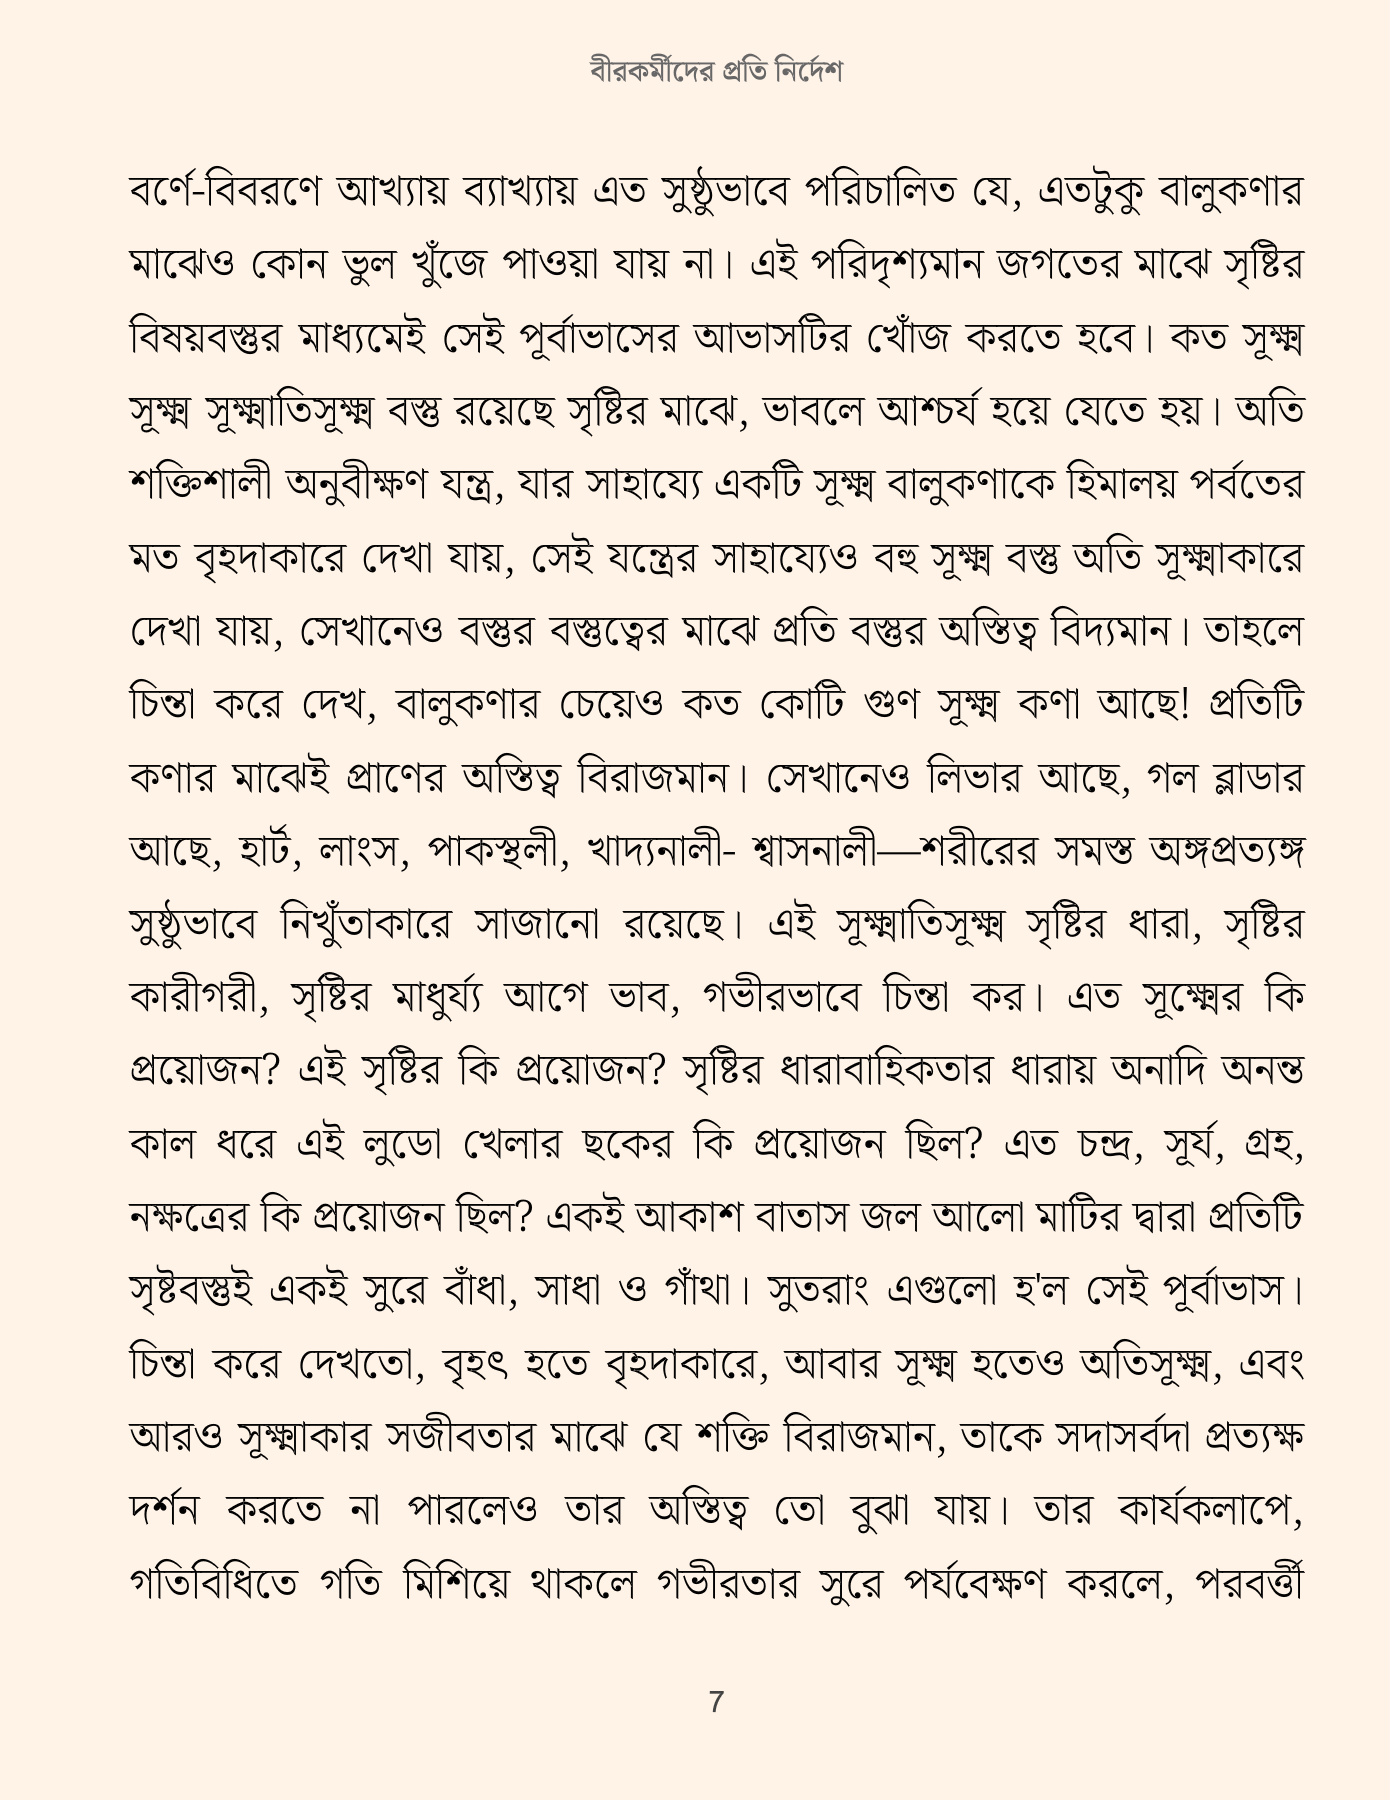 বীরকর্মীদের প্রতি নির্দেশ
বর্ণে-বিবরণে আখ্যায় ব্যাখ্যায় এত সুষ্ঠুভাবে পরিচালিত যে, এতটুকু বালুকণার
মাঝেও কোন ভুল খুঁজে পাওয়া যায় না। এই পরিদৃশ্যমান জগতের মাঝে সৃষ্টির
বিষয়বস্তুর মাধ্যমেই সেই পূর্বাভাসের আভাসটির খোঁজ করতে হবে। কত সূক্ষ্ম
সূক্ষ্ম সূক্ষ্মাতিসূক্ষ্ম বস্তু রয়েছে সৃষ্টির মাঝে, ভাবলে আশ্চর্য হয়ে যেতে হয়। অতি
শক্তিশালী অনুবীক্ষণ যন্ত্র, যার সাহায্যে একটি সূক্ষ্ম বালুকণাকে হিমালয় পর্বতের
মত বৃহদাকারে দেখা যায়, সেই যন্ত্রের সাহায্যেও বহু সূক্ষ্ম বস্তু অতি সূক্ষ্মাকারে
দেখা যায়, সেখানেও বস্তুর বস্তুত্বের মাঝে প্রতি বস্তুর অস্তিত্ব বিদ্যমান। তাহলে
চিন্তা করে দেখ, বালুকণার চেয়েও কত কোটি গুণ সূক্ষ্ম কণা আছে! প্রতিটি
কণার মাঝেই প্রাণের অস্তিত্ব বিরাজমান। সেখানেও লিভার আছে, গল ব্লাডার
আছে, হার্ট, লাংস, পাকস্থলী, খাদ্যনালী- শ্বাসনালী—শরীরের সমস্ত অঙ্গপ্রত্যঙ্গ
সুষ্ঠুভাবে নিখুঁতাকারে সাজানো রয়েছে। এই সূক্ষ্মাতিসূক্ষ্ম সৃষ্টির ধারা, সৃষ্টির
কারীগরী, সৃষ্টির মাধুর্য্য আগে ভাব, গভীরভাবে চিন্তা কর। এত সূক্ষ্মের কি
প্রয়োজন? এই সৃষ্টির কি প্রয়োজন? সৃষ্টির ধারাবাহিকতার ধারায় অনাদি অনন্ত
কাল ধরে এই লুডো খেলার ছকের কি প্রয়োজন ছিল? এত চন্দ্র, সূর্য, গ্রহ,
নক্ষত্রের কি প্রয়োজন ছিল? একই আকাশ বাতাস জল আলো মাটির দ্বারা প্রতিটি
সৃষ্টবস্তুই একই সুরে বাঁধা, সাধা ও গাঁথা। সুতরাং এগুলো হ'ল সেই পূর্বাভাস।
চিন্তা করে দেখতো, বৃহৎ হতে বৃহদাকারে, আবার সূক্ষ্ম হতেও অতিসূক্ষ্ম, এবং
আরও সূক্ষ্মাকার সজীবতার মাঝে যে শক্তি বিরাজমান, তাকে সদাসর্বদা প্রত্যক্ষ
দর্শন করতে না পারলেও তার অস্তিত্ব তো বুঝা যায়। তার কার্যকলাপে,
গতিবিধিতে গতি মিশিয়ে থাকলে গভীরতার সুরে পর্যবেক্ষণ করলে, পরবর্ত্তী
7